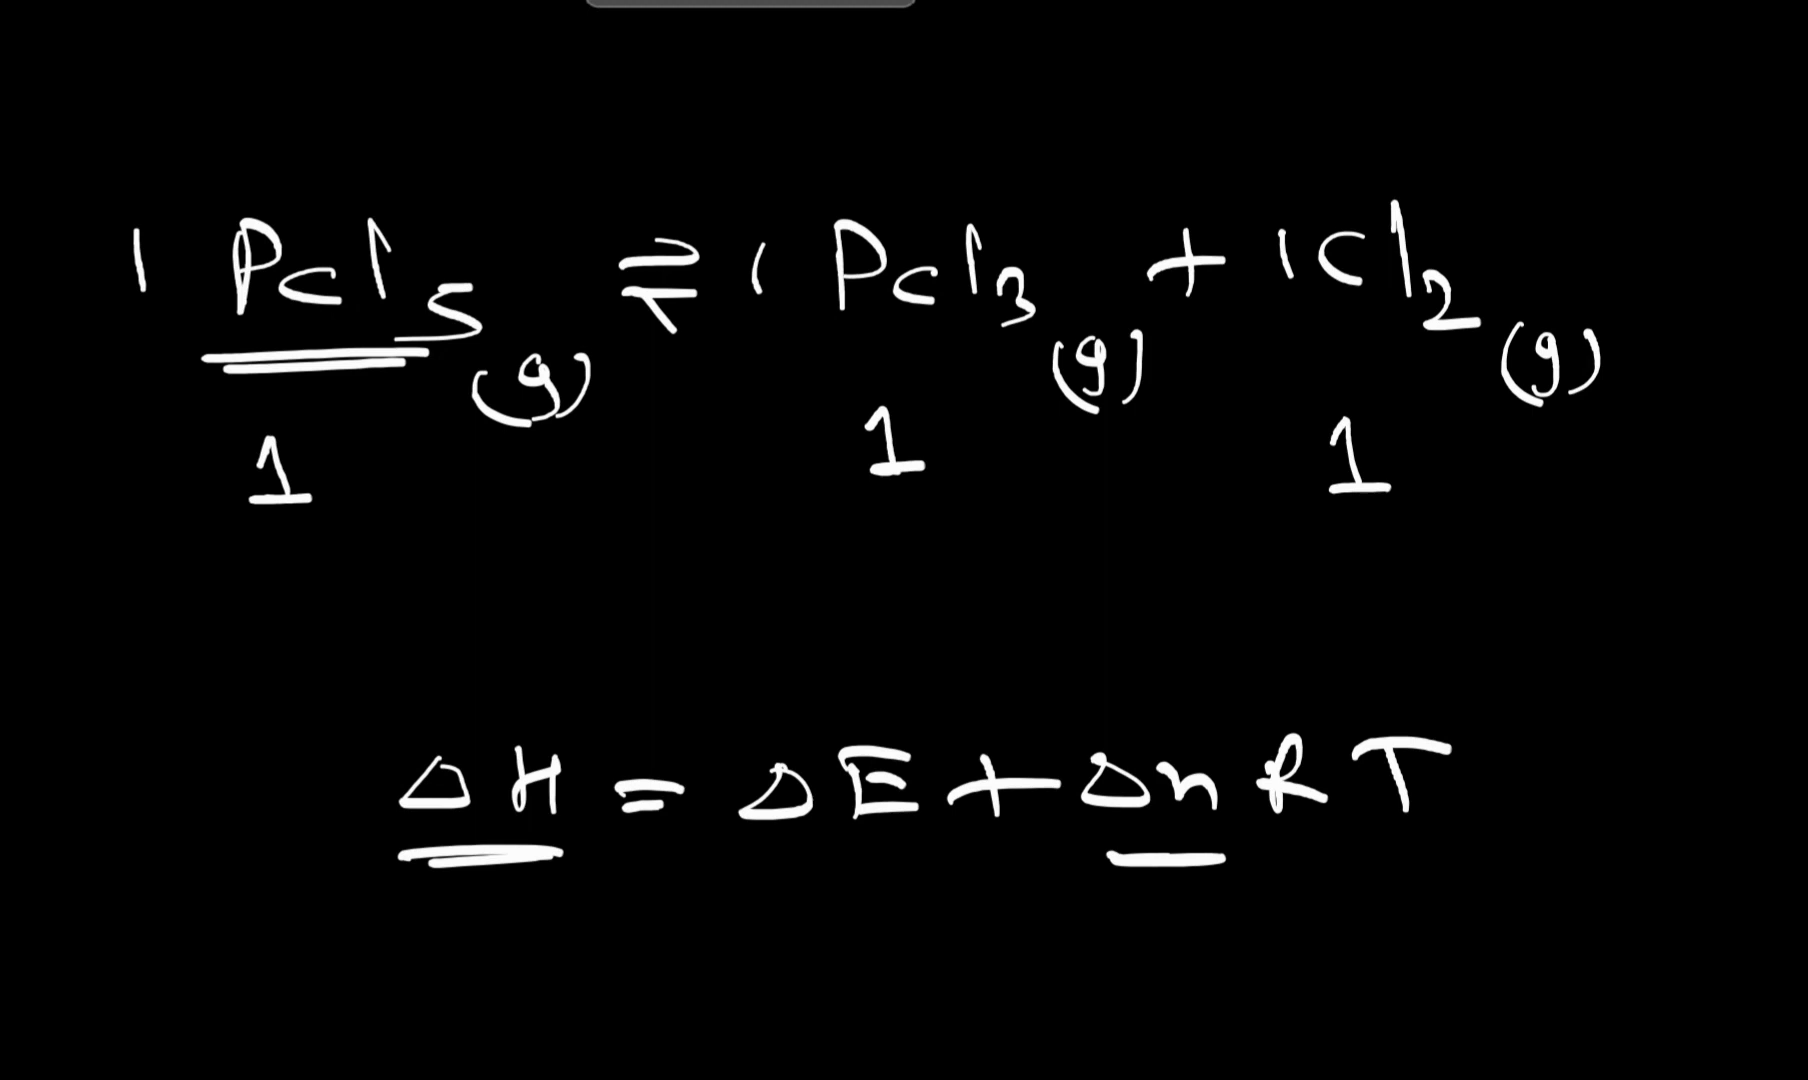 1 PCl₅(g) ⇌ 1 PCl₃(g) + 1Cl₂(g)
1 1 1
ΔH = ΔE + ΔnRT